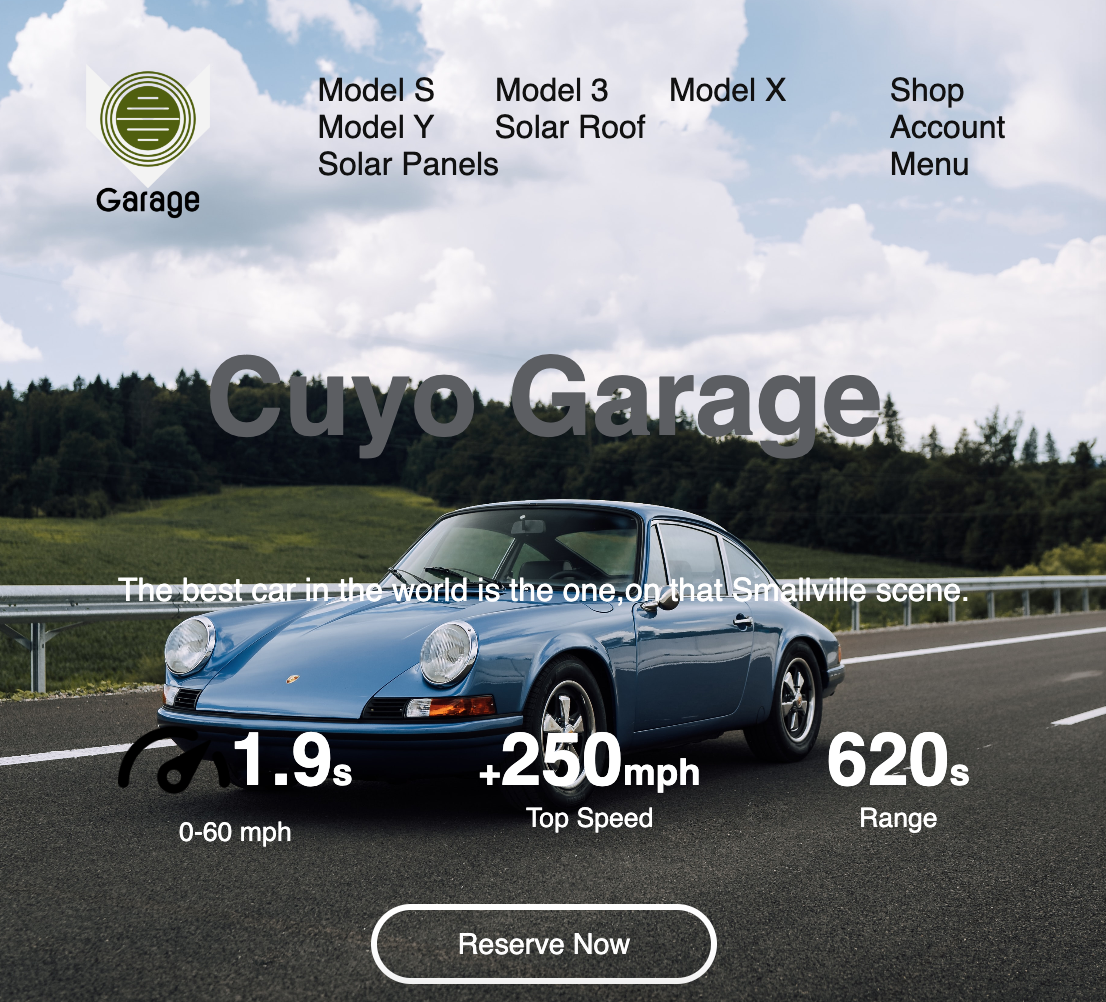 Model S Model 3 Model X Shop
Model Y Solar Roof Account
Solar Panels Menu
Garage
Cuyo Garage
The best car in the world is the one,on that Smallville scene.
1.9s +250mph 620s
0-60 mph Top Speed Range
Reserve Now